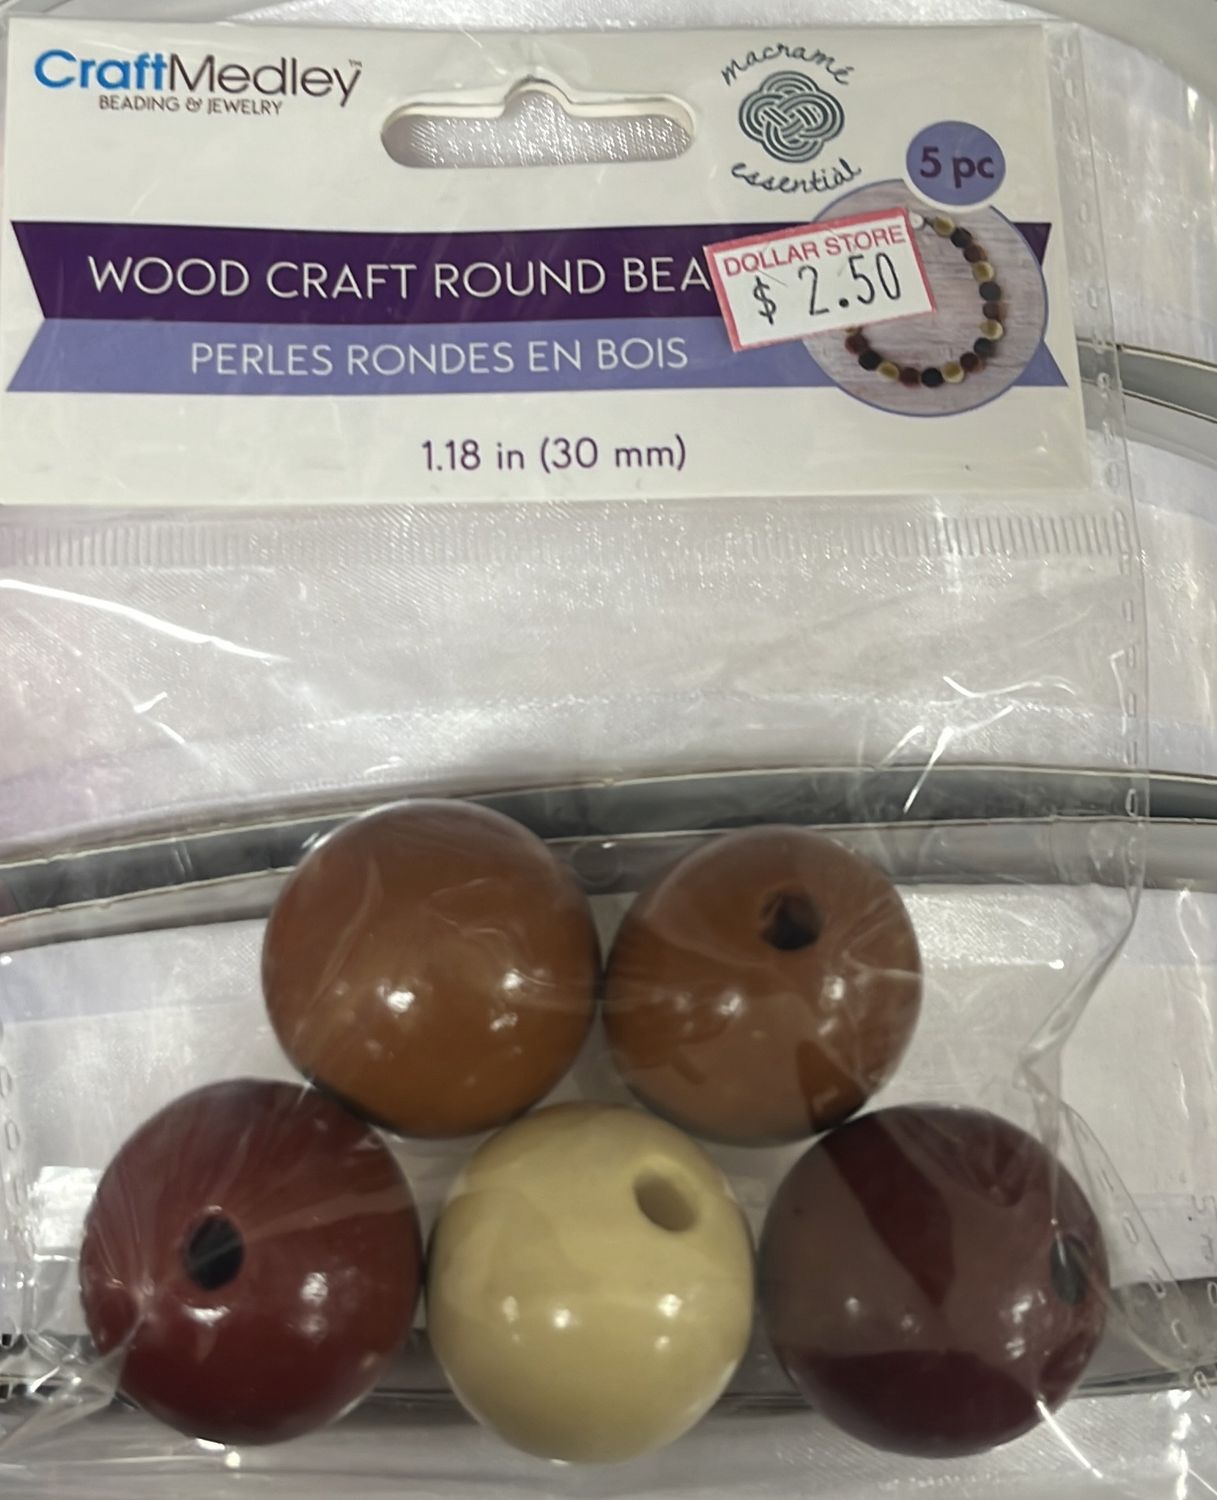 CraftMedley™
BEADING & JEWELRY
macramé
essential
5 pc
WOOD CRAFT ROUND BEA
DOLLAR STORE
$ 2.50
PERLES RONDES EN BOIS
1.18 in (30 mm)